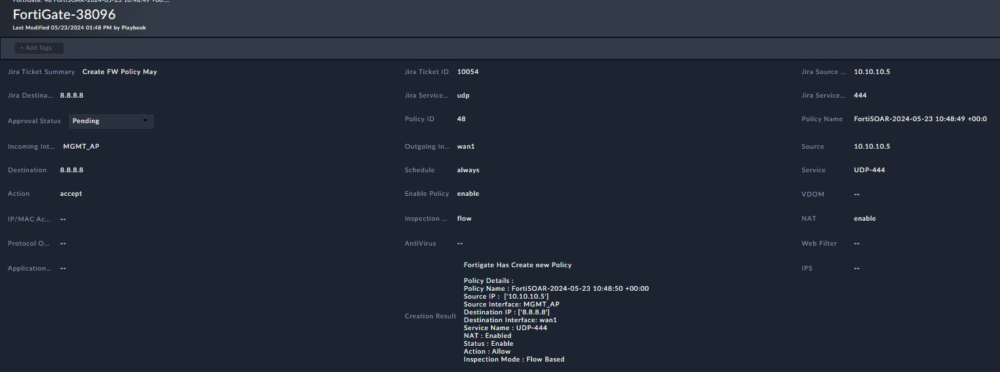 FortiGate: 48 FortiSOAR-2024-05-23 10:48:49 +00:...
FortiGate-38096
Last Modified 05/23/2024 01:48 PM by Playbook
+ Add Tags
Jira Ticket Summary Create FW Policy May
Jira Ticket ID 10054
Jira Source ... 10.10.10.5
Jira Destina... 8.8.8.8
Jira Service... udp
Jira Service... 444
Approval Status Pending
Policy ID 48
Policy Name FortiSOAR-2024-05-23 10:48:49 +00:0
Incoming Int... MGMT_AP
Outgoing In... wan1
Source 10.10.10.5
Destination 8.8.8.8
Schedule always
Service UDP-444
Action accept
Enable Policy enable
VDOM --
IP/MAC Ac... --
Inspection ... flow
NAT enable
Protocol O... --
AntiVirus --
Web Filter --
Application... --
IPS --
Creation Result
Fortigate Has Create new Policy
Policy Details :
Policy Name : FortiSOAR-2024-05-23 10:48:50 +00:00
Source IP : ['10.10.10.5']
Source Interface: MGMT_AP
Destination IP : ['8.8.8.8']
Destination Interface: wan1
Service Name : UDP-444
NAT : Enabled
Status : Enable
Action : Allow
Inspection Mode : Flow Based